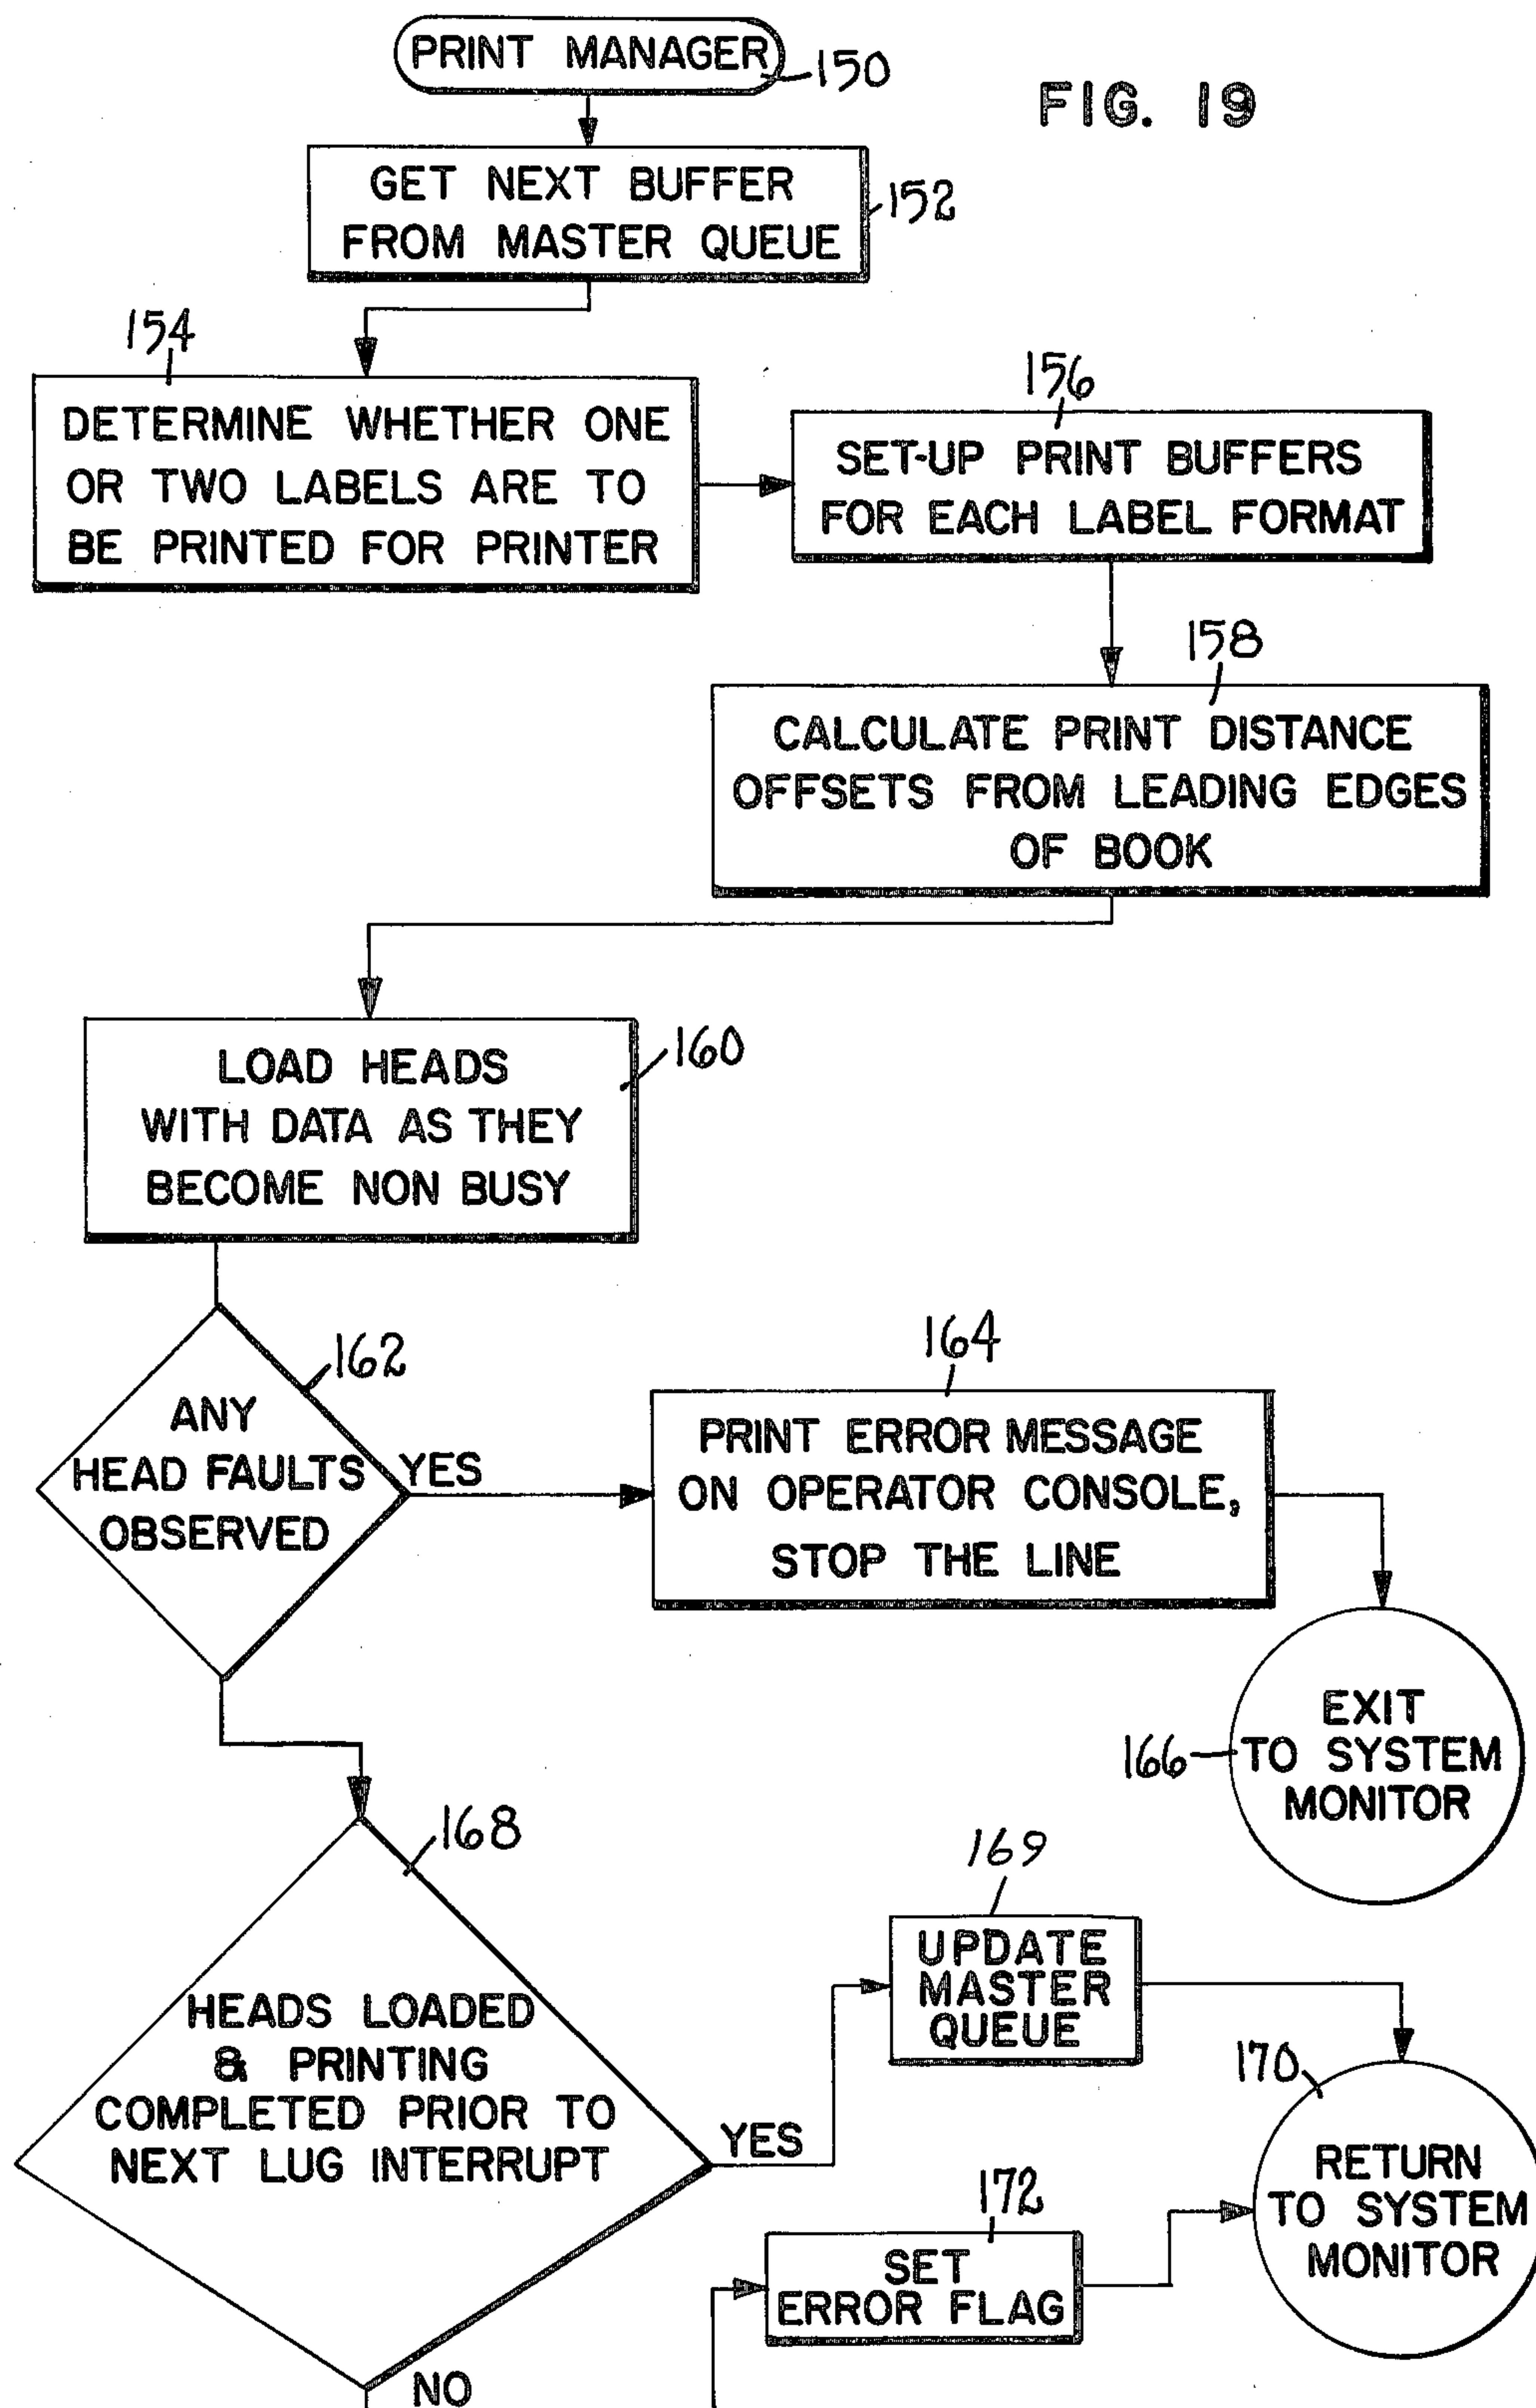 PRINT MANAGER
150
FIG. 19
GET NEXT BUFFER
FROM MASTER QUEUE
152
154
DETERMINE WHETHER ONE
OR TWO LABELS ARE TO
BE PRINTED FOR PRINTER
156
SET-UP PRINT BUFFERS
FOR EACH LABEL FORMAT
158
CALCULATE PRINT DISTANCE
OFFSETS FROM LEADING EDGES
OF BOOK
LOAD HEADS
WITH DATA AS THEY
BECOME NON BUSY
160
162
ANY
HEAD FAULTS
OBSERVED
YES
164
PRINT ERROR MESSAGE
ON OPERATOR CONSOLE,
STOP THE LINE
166
EXIT
TO SYSTEM
MONITOR
168
HEADS LOADED
& PRINTING
COMPLETED PRIOR TO
NEXT LUG INTERRUPT
YES
NO
169
UPDATE
MASTER
QUEUE
170
RETURN
TO SYSTEM
MONITOR
172
SET
ERROR FLAG